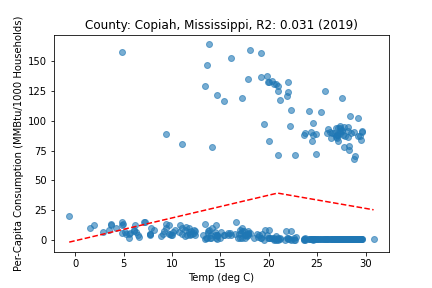 County: Copiah, Mississippi, R2: 0.031 (2019)
Per-Capita Consumption (MMBtu/1000 Households)
150
125
100
75
50
25
0
0 5 10 15 20 25 30
Temp (deg C)